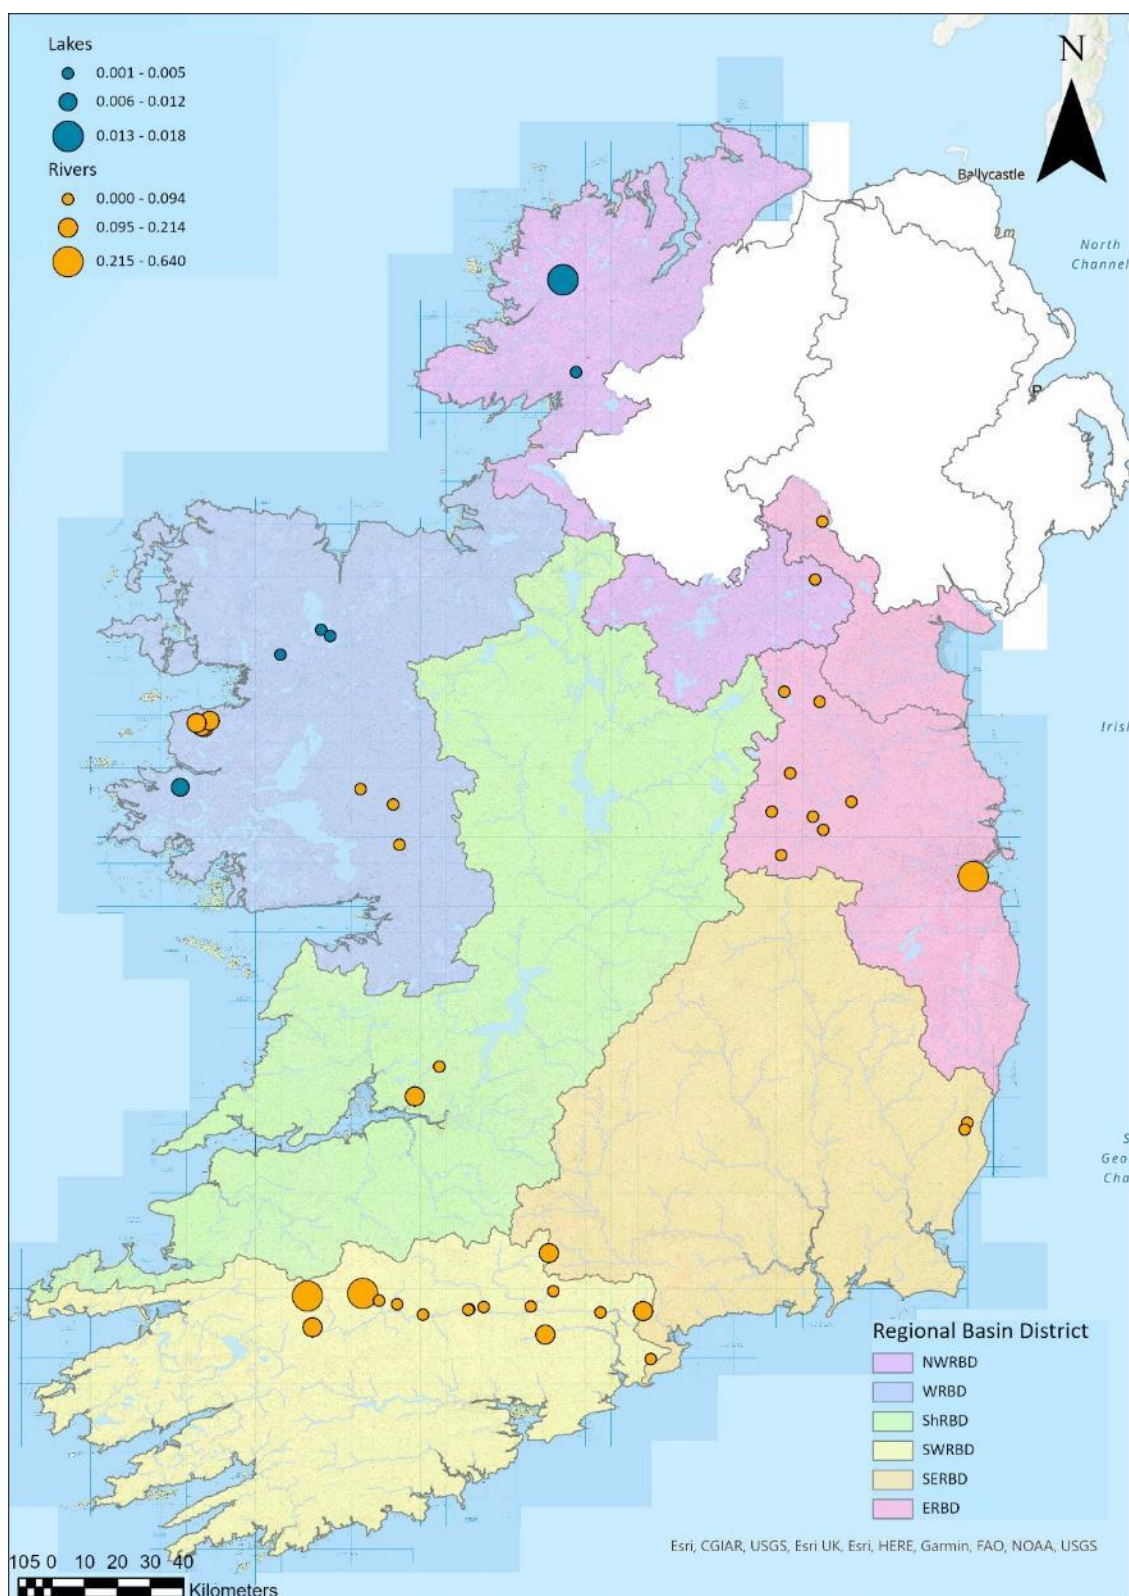 Lakes
0.001 - 0.005
0.006 - 0.012
0.013 - 0.018
Rivers
0.000 - 0.094
0.095 - 0.214
0.215 - 0.640
N
Ballycastle
North
Channel
Regional Basin District
NWRBD
WRBD
ShRBD
SWRBD
SERBD
ERBD
Esri, CGIAR, USGS, Esri UK, Esri, HERE, Garmin, FAO, NOAA, USGS
105 0 10 20 30 40
Kilometers